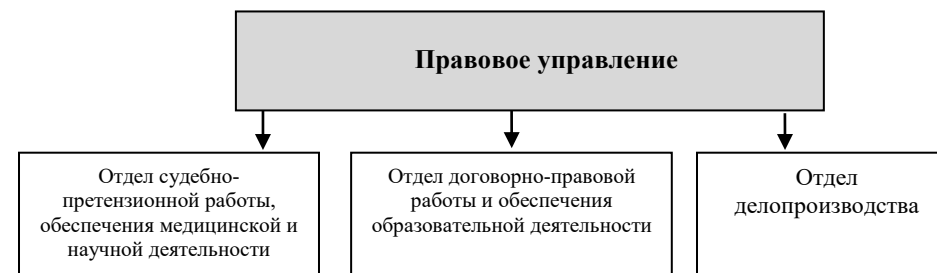 Правовое управление
Отдел судебно-
претензионной работы,
обеспечения медицинской и
научной деятельности
Отдел договорно-правовой
работы и обеспечения
образовательной деятельности
Отдел
делопроизводства